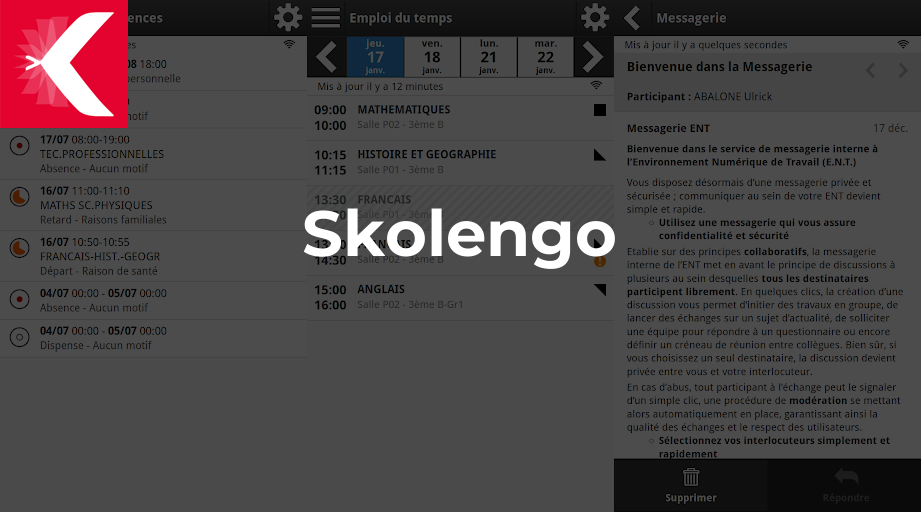 ences
es
08 18:00
personnelle
motif
17/07 08:00-19:00
TEC.PROFESSIONNELLES
Absence - Aucun motif
16/07 11:00-11:10
MATHS SC.PHYSIQUES
Retard - Raisons familiales
16/07 10:50-10:55
FRANCAIS-HIST.-GEOGR
Départ - Raison de santé
04/07 00:00 - 05/07 00:00
Absence - Aucun motif
04/07 00:00 - 05/07 00:00
Dispense - Aucun motif
Emploi du temps
jeu.
17
janv.
ven.
18
janv.
lun.
21
janv.
mar.
22
janv.
Mis à jour il y a 12 minutes
09:00 MATHEMATIQUES
10:00 Salle P02 - 3ème B
10:15 HISTOIRE ET GEOGRAPHIE
11:15 Salle P01 - 3ème B
13:30 FRANCAIS
Salle P01 - 3ème
Skolengo
14:30 Salle P02 - 3ème B
15:00 ANGLAIS
16:00 Salle P02 - 3ème B-Gr1
Messagerie
Mis à jour il y a quelques secondes
Bienvenue dans la Messagerie
Participant : ABALONE Ulrick
Messagerie ENT 17 déc.
Bienvenue dans le service de messagerie interne à
l'Environnement Numérique de Travail (E.N.T.)
Vous disposez désormais d'une messagerie privée et
sécurisée ; communiquer au sein de votre ENT devient
simple et rapide.
○ Utilisez une messagerie qui vous assure
confidentialité et sécurité
Etablie sur des principes collaboratifs, la messagerie
interne de l'ENT met en avant le principe de discussions à
plusieurs au sein desquelles tous les destinataires
participent librement. En quelques clics, la création d'une
discussion vous permet d'initier des travaux en groupe, de
lancer des échanges sur un sujet d'actualité, de solliciter
une équipe pour répondre à un questionnaire ou encore
définir un créneau de réunion entre collègues. Bien sûr, si
vous choisissez un seul destinataire, la discussion devient
privée entre vous et votre interlocuteur.
En cas d'abus, tout participant à l'échange peut le signaler
d'un simple clic, une procédure de modération se mettant
alors automatiquement en place, garantissant ainsi la
qualité des échanges et le respect des utilisateurs.
○ Sélectionnez vos interlocuteurs simplement et
rapidement
Supprimer
Répondre